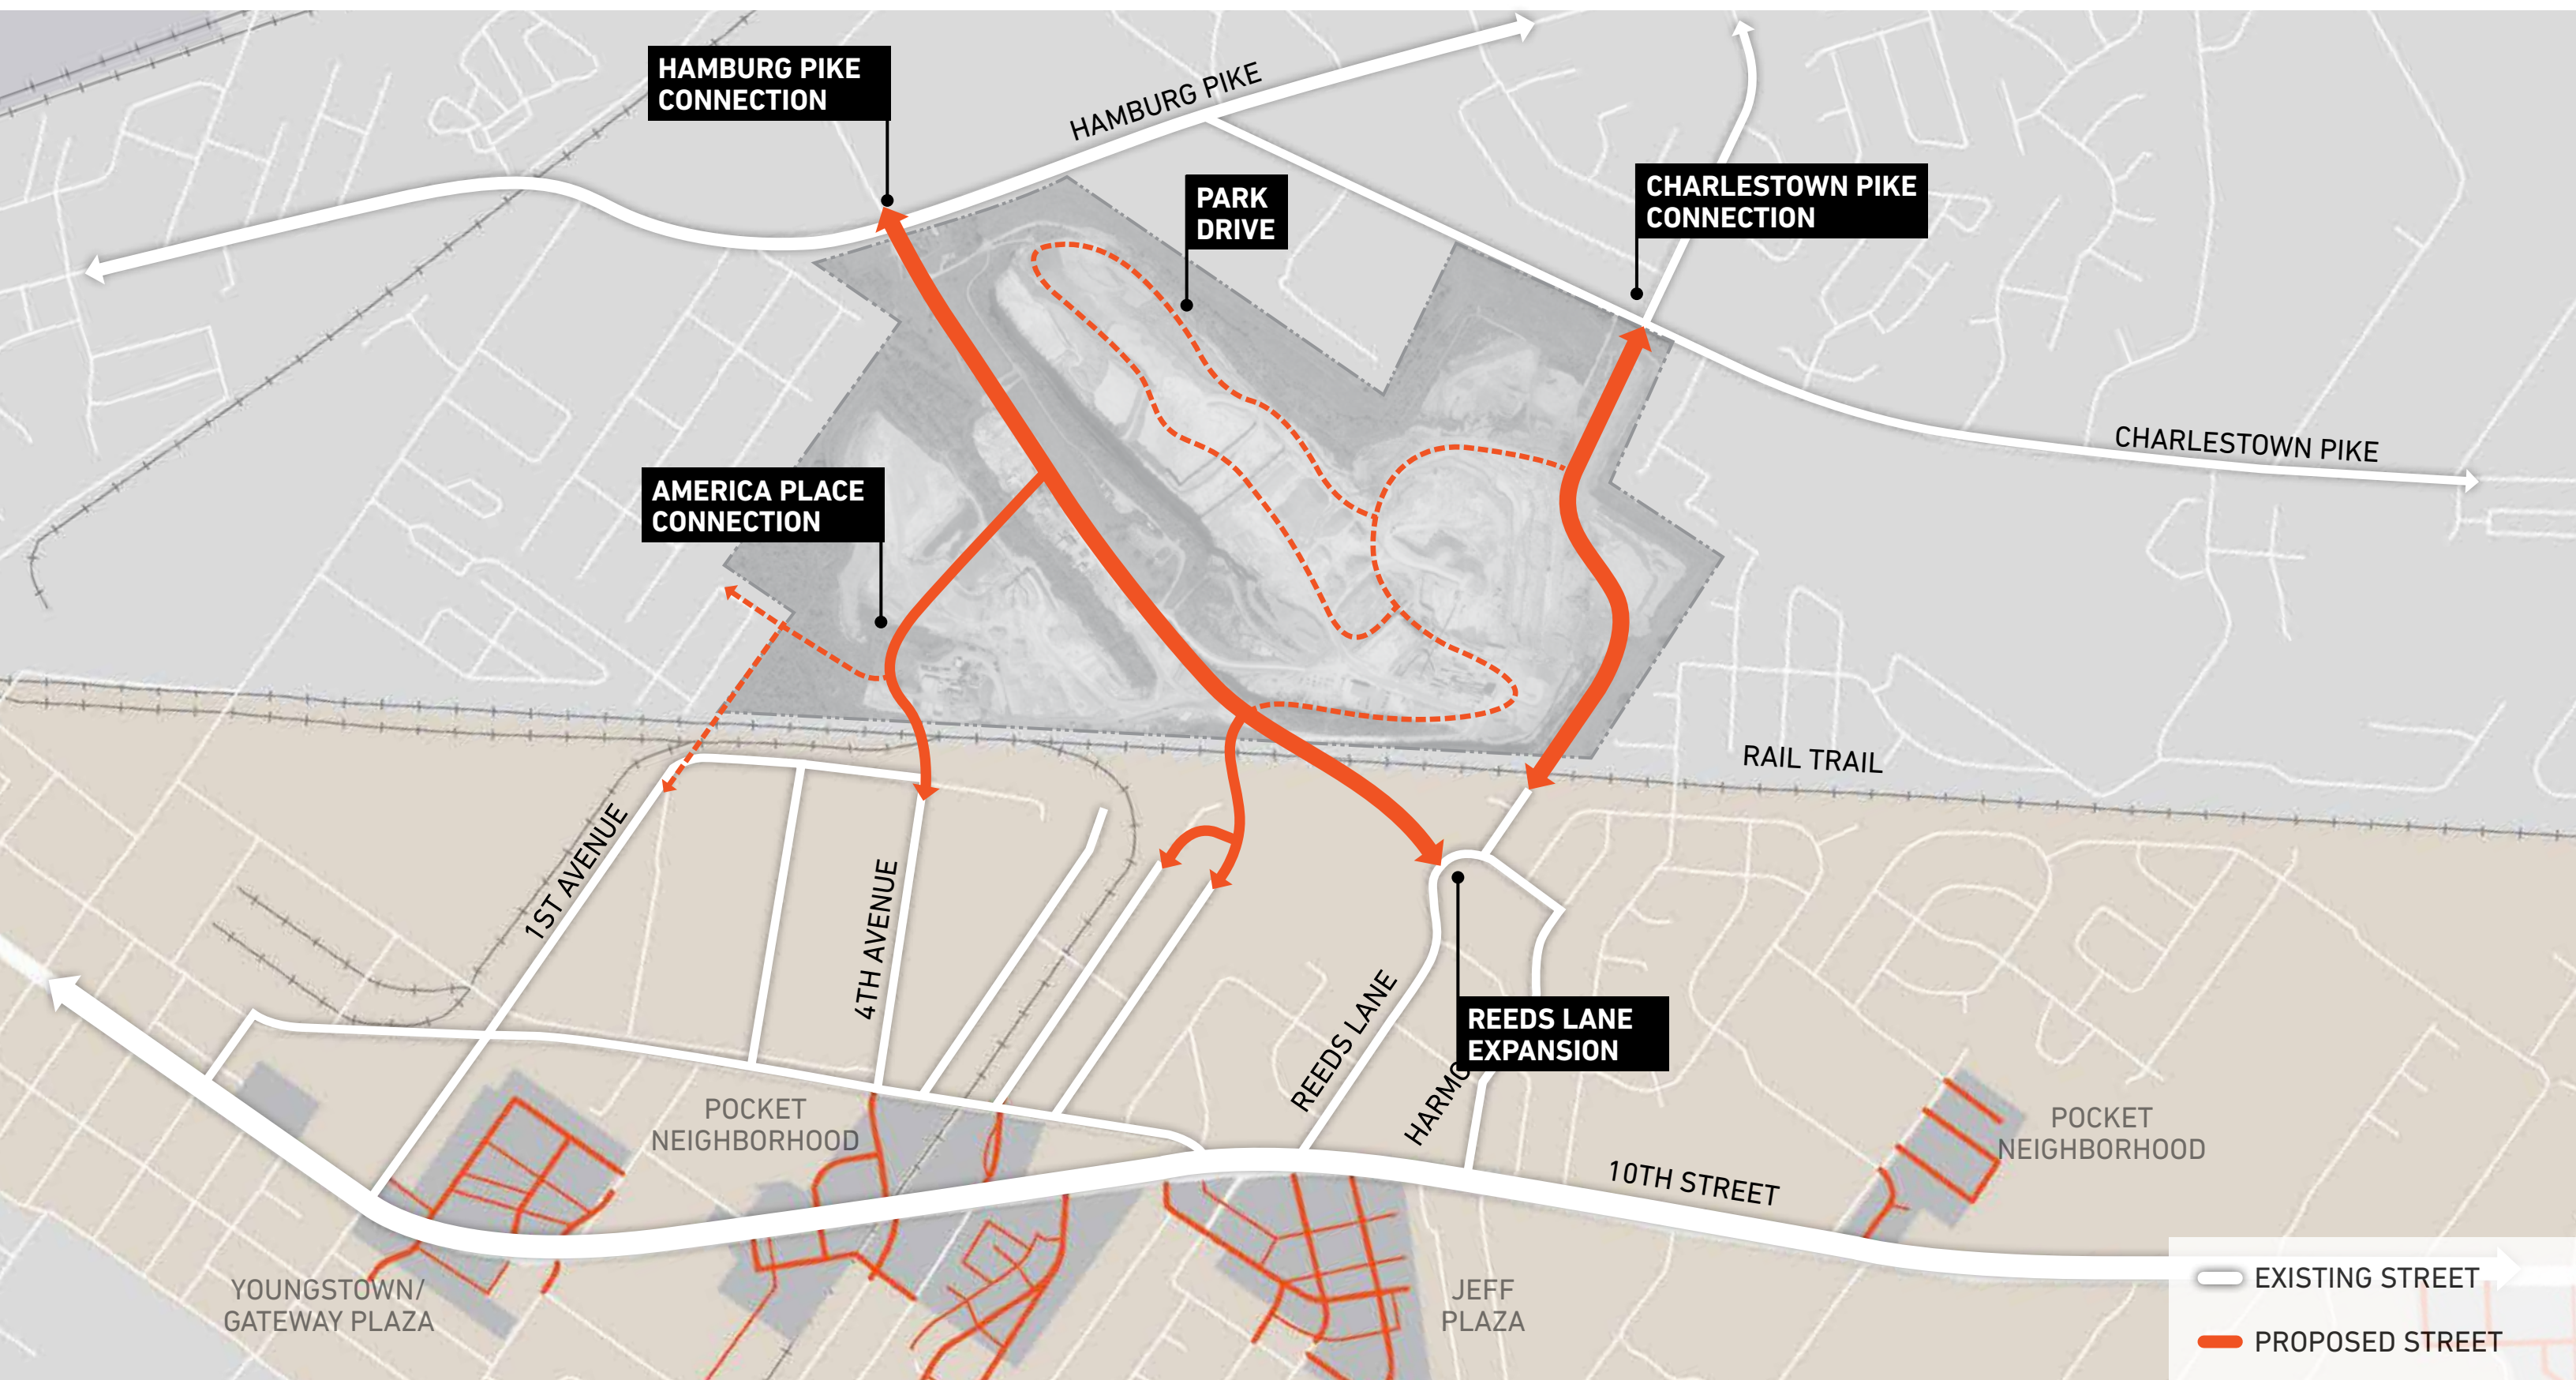 HAMBURG PIKE
CONNECTION
HAMBURG PIKE
PARK
DRIVE
CHARLESTOWN PIKE
CONNECTION
CHARLESTOWN PIKE
AMERICA PLACE
CONNECTION
RAIL TRAIL
1ST AVENUE
4TH AVENUE
REEDS LANE
REEDS LANE
EXPANSION
POCKET
NEIGHBORHOOD
POCKET
NEIGHBORHOOD
10TH STREET
YOUNGSTOWN/
GATEWAY PLAZA
JEFF
PLAZA
EXISTING STREET
PROPOSED STREET